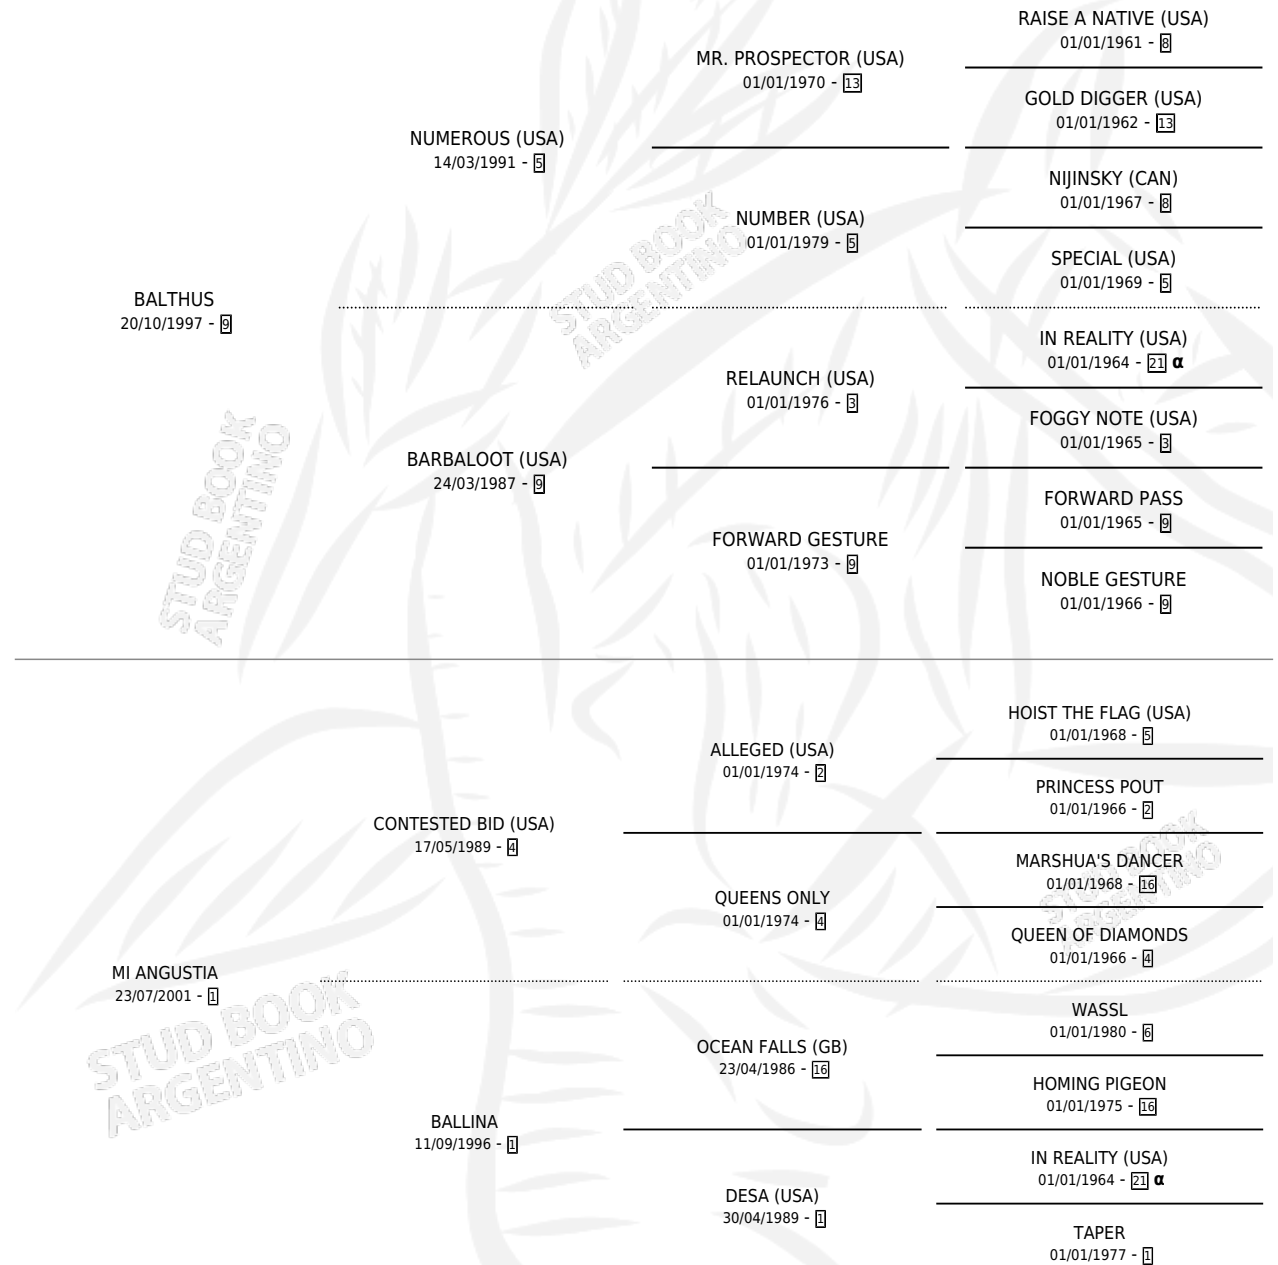 RAISE A NATIVE (USA)
01/01/1961 - 8
MR. PROSPECTOR (USA)
01/01/1970 - 13
GOLD DIGGER (USA)
01/01/1962 - 13
NUMEROUS (USA)
14/03/1991 - 5
NIJINSKY (CAN)
01/01/1967 - 8
NUMBER (USA)
01/01/1979 - 5
SPECIAL (USA)
01/01/1969 - 5
BALTHUS
20/10/1997 - 9
IN REALITY (USA)
01/01/1964 - 21 α
RELAUNCH (USA)
01/01/1976 - 3
FOGGY NOTE (USA)
01/01/1965 - 3
BARBALOOT (USA)
24/03/1987 - 9
FORWARD PASS
01/01/1965 - 9
FORWARD GESTURE
01/01/1973 - 9
NOBLE GESTURE
01/01/1966 - 9
HOIST THE FLAG (USA)
01/01/1968 - 5
ALLEGED (USA)
01/01/1974 - 2
PRINCESS POUT
01/01/1966 - 2
CONTESTED BID (USA)
17/05/1989 - 4
MARSHUA'S DANCER
01/01/1968 - 16
QUEENS ONLY
01/01/1974 - 4
QUEEN OF DIAMONDS
01/01/1966 - 4
MI ANGUSTIA
23/07/2001 - 1
WASSL
01/01/1980 - 6
OCEAN FALLS (GB)
23/04/1986 - 16
HOMING PIGEON
01/01/1975 - 16
BALLINA
11/09/1996 - 1
IN REALITY (USA)
01/01/1964 - 21 α
DESA (USA)
30/04/1989 - 1
TAPER
01/01/1977 - 1
STUD BOOK
ARGENTINO
STUD BOOK
ARGENTINO
STUD BOOK
ARGENTINO
STUD BOOK
ARGENTINO